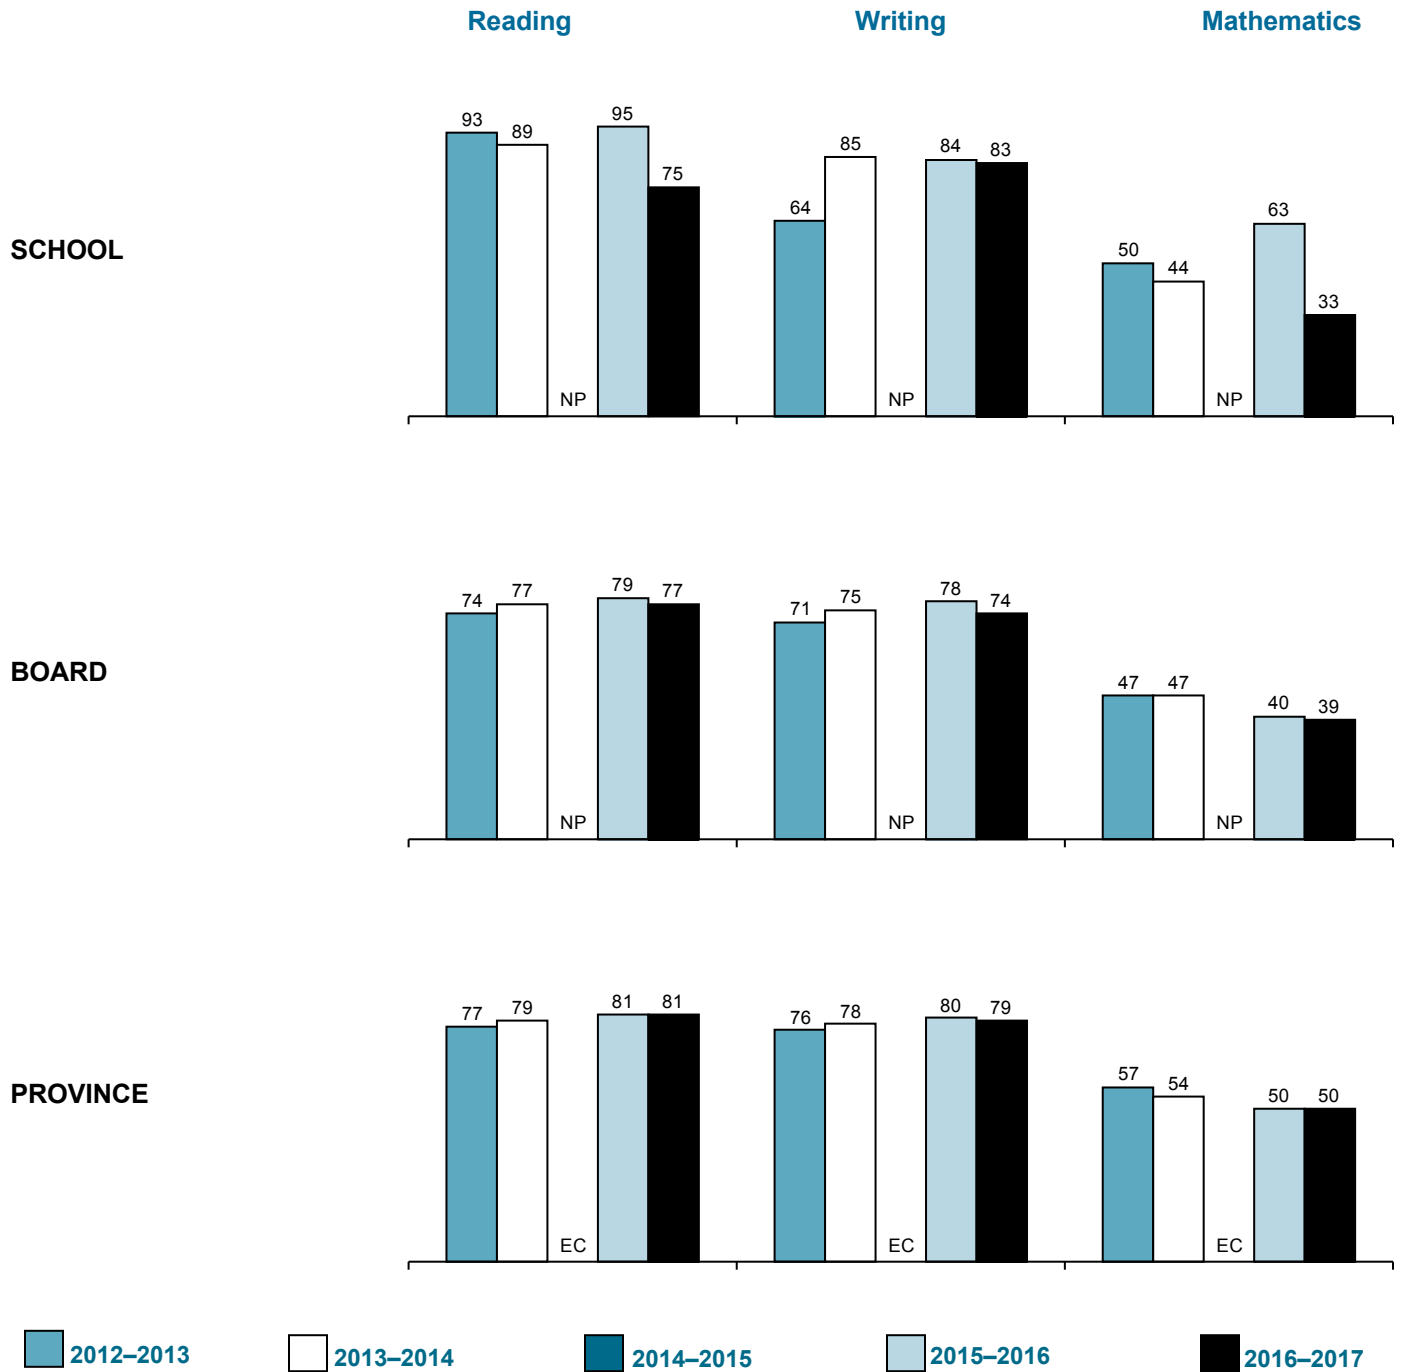 Reading Writing Mathematics
SCHOOL
93 89 NP 95 75
64 85 NP 84 83
50 44 NP 63 33
BOARD
74 77 NP 79 77
71 75 NP 78 74
47 47 NP 40 39
PROVINCE
77 79 EC 81 81
76 78 EC 80 79
57 54 EC 50 50
2012–2013 2013–2014 2014–2015 2015–2016 2016–2017